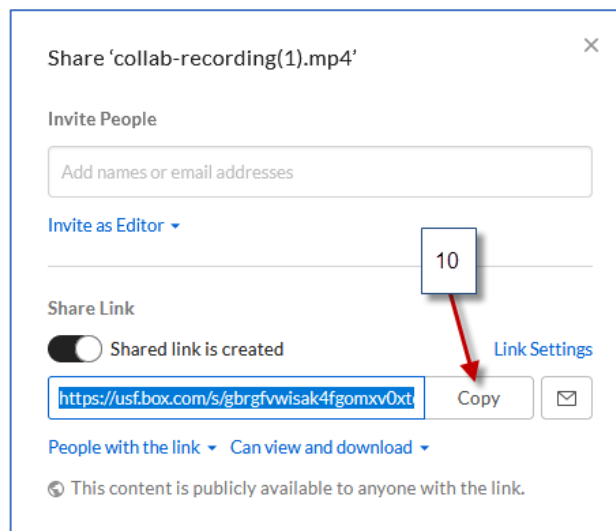 Share 'collab-recording(1).mp4'
Invite People
Add names or email addresses
Invite as Editor
10
Share Link
Shared link is created Link Settings
https://usf.box.com/s/gbrgfvwisak4fgomxv0xt Copy
People with the link Can view and download
This content is publicly available to anyone with the link.